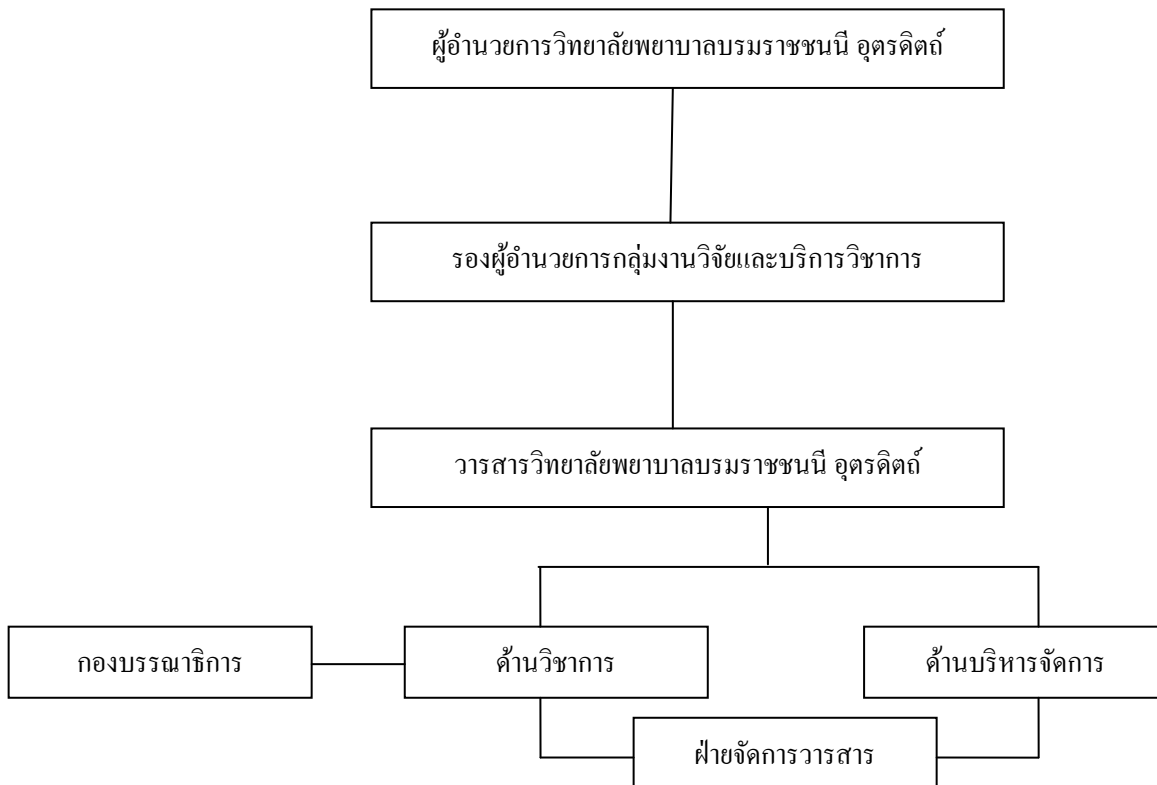 ผู้อำนวยการวิทยาลัยพยาบาลบรมราชชนนี อุตรดิตถ์
รองผู้อำนวยการกลุ่มงานวิจัยและบริการวิชาการ
วารสารวิทยาลัยพยาบาลบรมราชชนนี อุตรดิตถ์
กองบรรณาธิการ
ด้านวิชาการ
ด้านบริหารจัดการ
ฝ่ายจัดการวารสาร